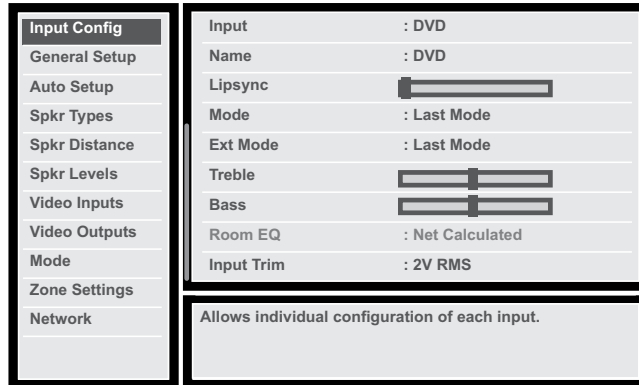 Input Config
General Setup
Auto Setup
Spkr Types
Spkr Distance
Spkr Levels
Video Inputs
Video Outputs
Mode
Zone Settings
Network
Input : DVD
Name : DVD
Lipsync
Mode : Last Mode
Ext Mode : Last Mode
Treble
Bass
Room EQ : Net Calculated
Input Trim : 2V RMS
Allows individual configuration of each input.